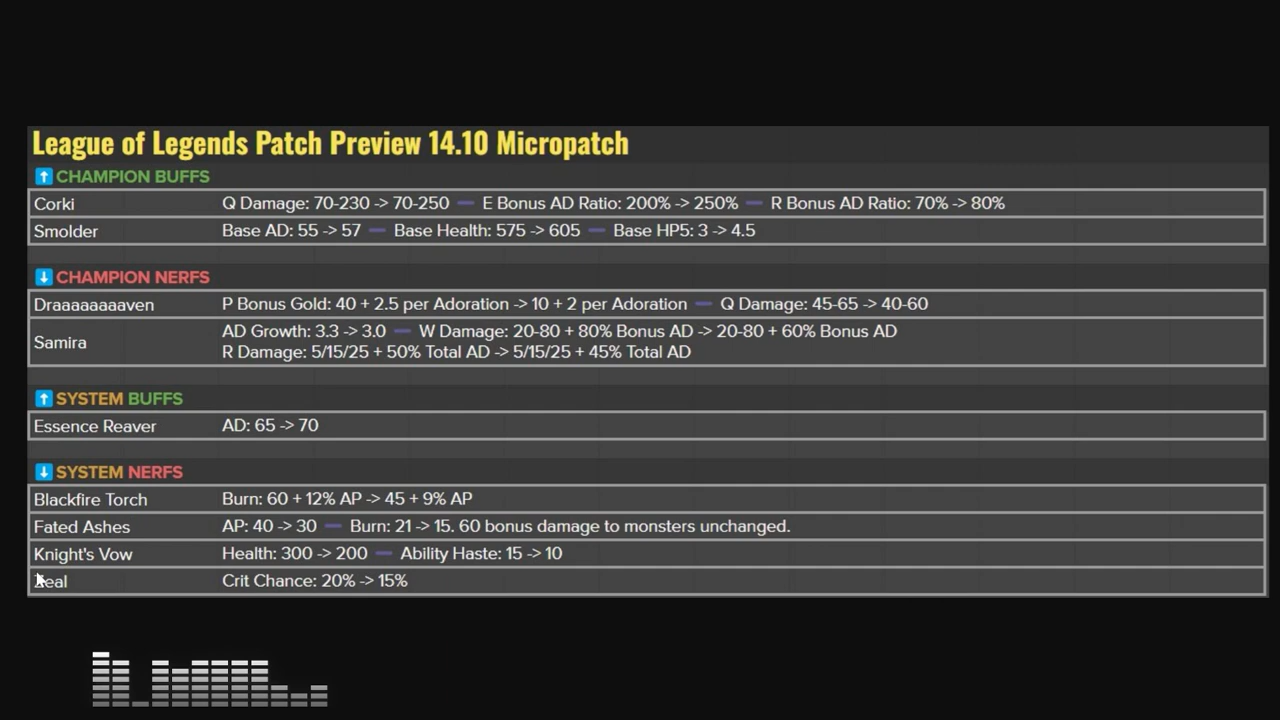 League of Legends Patch Preview 14.10 Micropatch
CHAMPION BUFFS
Corki Q Damage: 70-230 -> 70-250 — E Bonus AD Ratio: 200% -> 250% — R Bonus AD Ratio: 70% -> 80%
Smolder Base AD: 55 -> 57 — Base Health: 575 -> 605 — Base HP5: 3 -> 4.5
CHAMPION NERFS
Draaaaaaaaven P Bonus Gold: 40 + 2.5 per Adoration -> 10 + 2 per Adoration — Q Damage: 45-65 -> 40-60
Samira AD Growth: 3.3 -> 3.0 — W Damage: 20-80 + 80% Bonus AD -> 20-80 + 60% Bonus AD
R Damage: 5/15/25 + 50% Total AD -> 5/15/25 + 45% Total AD
SYSTEM BUFFS
Essence Reaver AD: 65 -> 70
SYSTEM NERFS
Blackfire Torch Burn: 60 + 12% AP -> 45 + 9% AP
Fated Ashes AP: 40 -> 30 — Burn: 21 -> 15. 60 bonus damage to monsters unchanged.
Knight's Vow Health: 300 -> 200 — Ability Haste: 15 -> 10
Zeal Crit Chance: 20% -> 15%